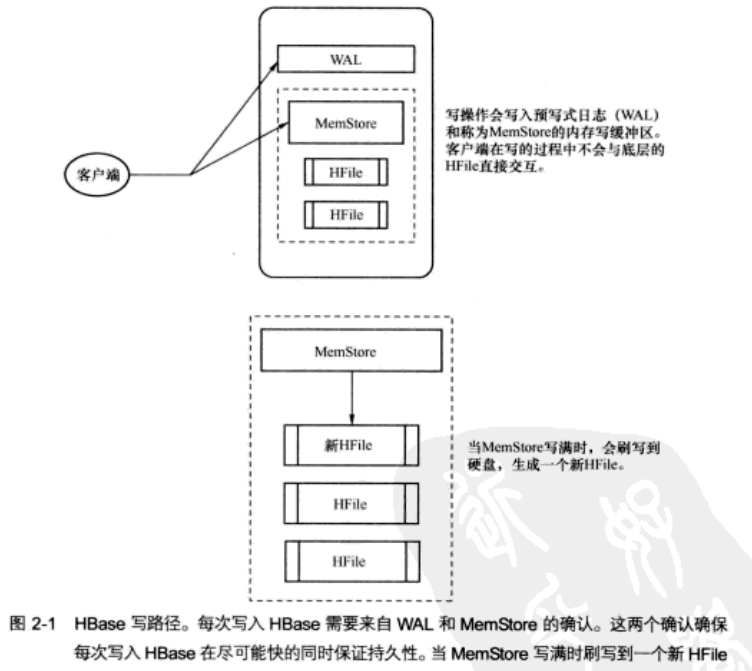 WAL
MemStore
HFile
HFile
客户端
写操作会写入预写式日志（WAL）
和称为MemStore的内存写缓冲区。
客户端在写的过程中不会与底层的
HFile直接交互。
MemStore
新HFile
HFile
HFile
当MemStore写满时，会刷写到
硬盘，生成一个新HFile。
图 2-1 HBase 写路径。每次写入 HBase 需要来自 WAL 和 MemStore 的确认。这两个确认确保
每次写入 HBase 在尽可能快的同时保证持久性。当 MemStore 写满时刷写到一个新 HFile